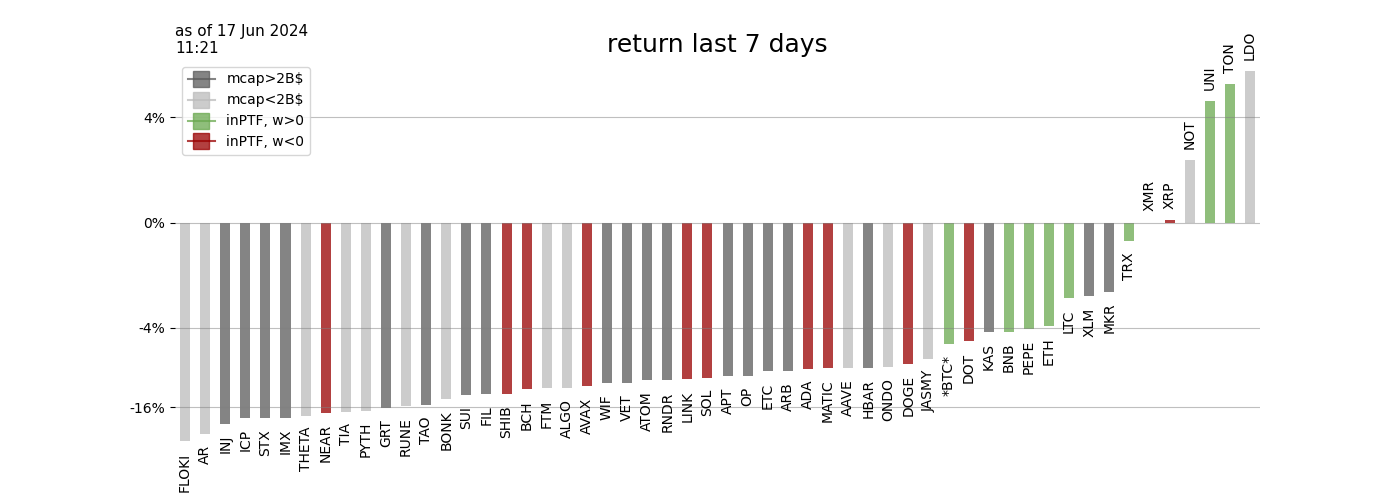 as of 17 Jun 2024
11:21
return last 7 days
mcap>2B$
mcap<2B$
inPTF, w>0
inPTF, w<0
4%
0%
-4%
-16%
FLOKI
AR
INJ
ICP
STX
IMX
THETA
NEAR
TIA
PYTH
GRT
RUNE
TAO
BONK
SUI
FIL
SHIB
BCH
FTM
ALGO
AVAX
WIF
VET
ATOM
RNDR
LINK
SOL
APT
OP
ETC
ARB
ADA
MATIC
AAVE
HBAR
ONDO
DOGE
JASMY
*BTC*
DOT
KAS
BNB
PEPE
ETH
LTC
XLM
MKR
TRX
XMR
XRP
NOT
UNI
TON
LDO